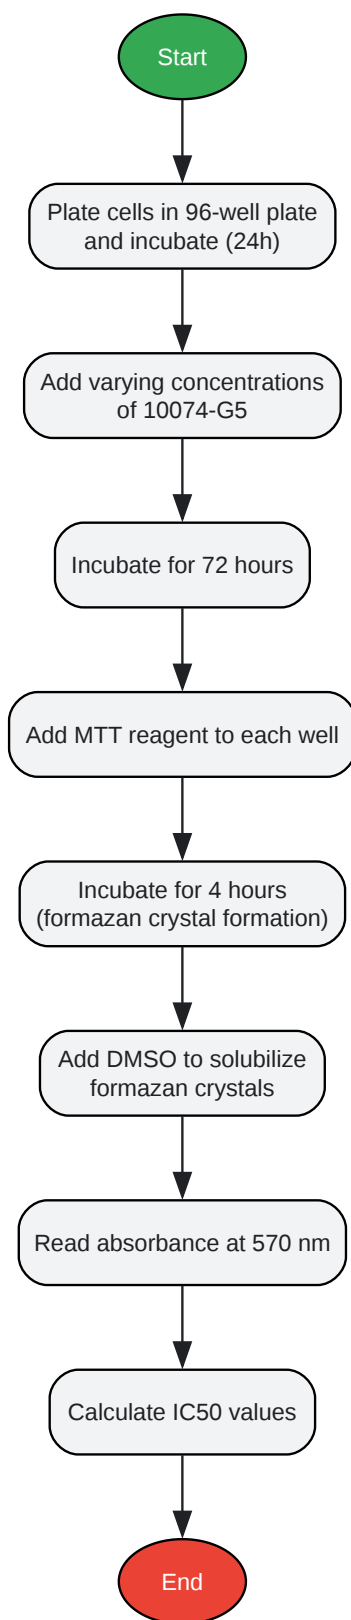 Start
Plate cells in 96-well plate
and incubate (24h)
Add varying concentrations
of 10074-G5
Incubate for 72 hours
Add MTT reagent to each well
Incubate for 4 hours
(formazan crystal formation)
Add DMSO to solubilize
formazan crystals
Read absorbance at 570 nm
Calculate IC50 values
End